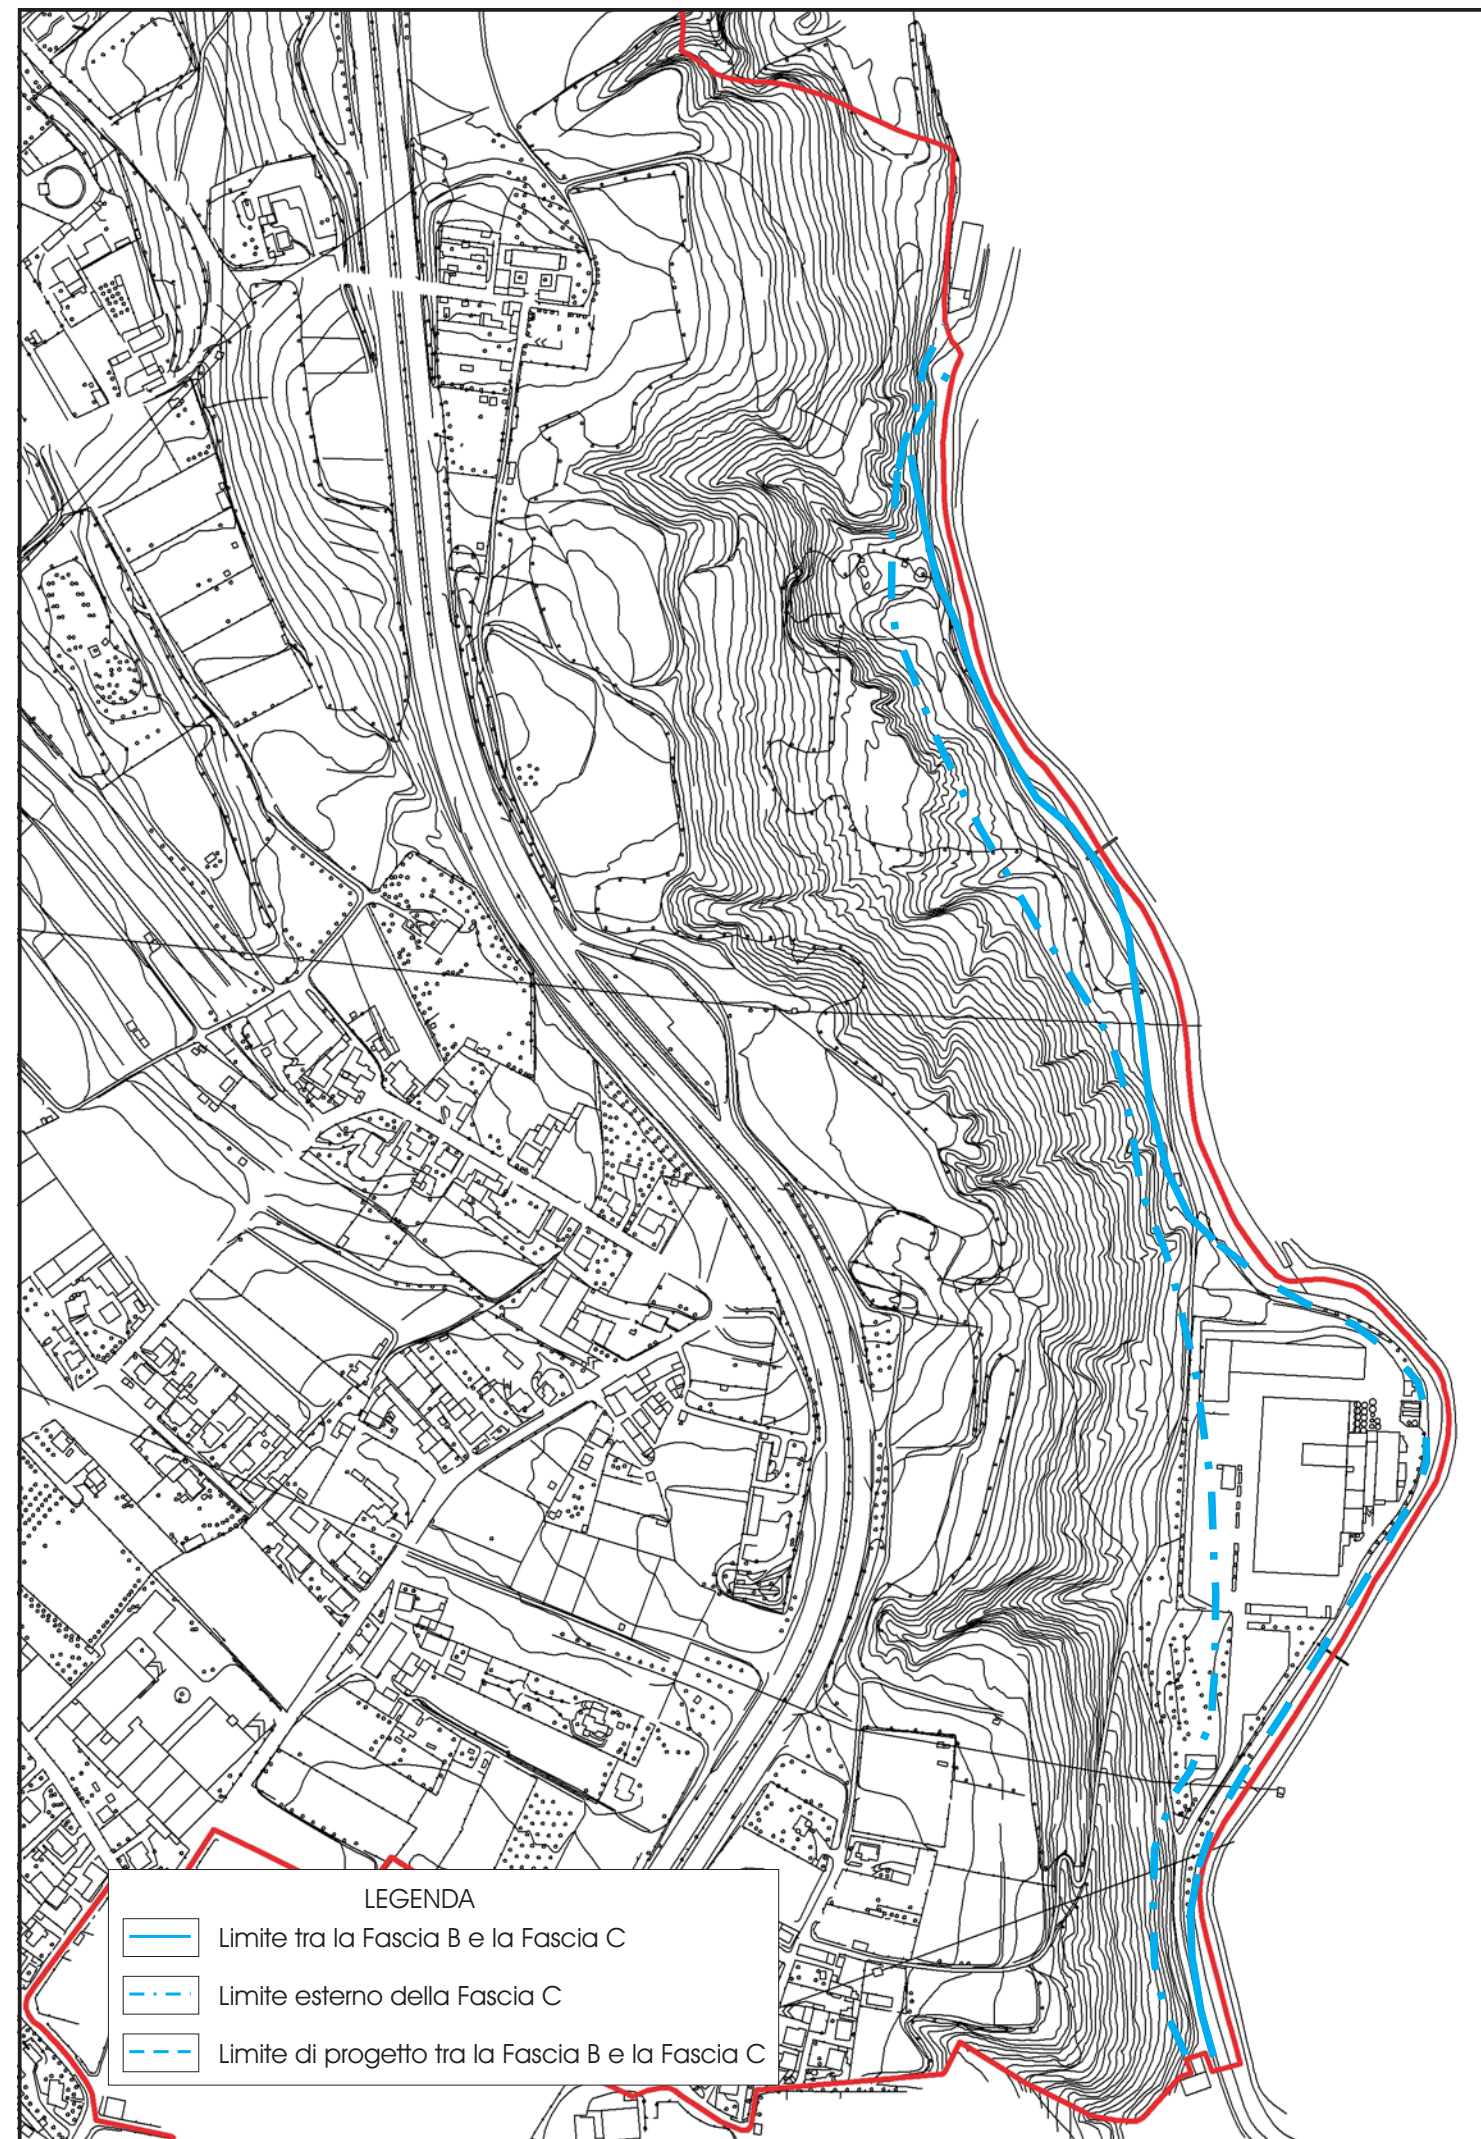 LEGENDA
Limite tra la Fascia B e la Fascia C
Limite esterno della Fascia C
Limite di progetto tra la Fascia B e la Fascia C